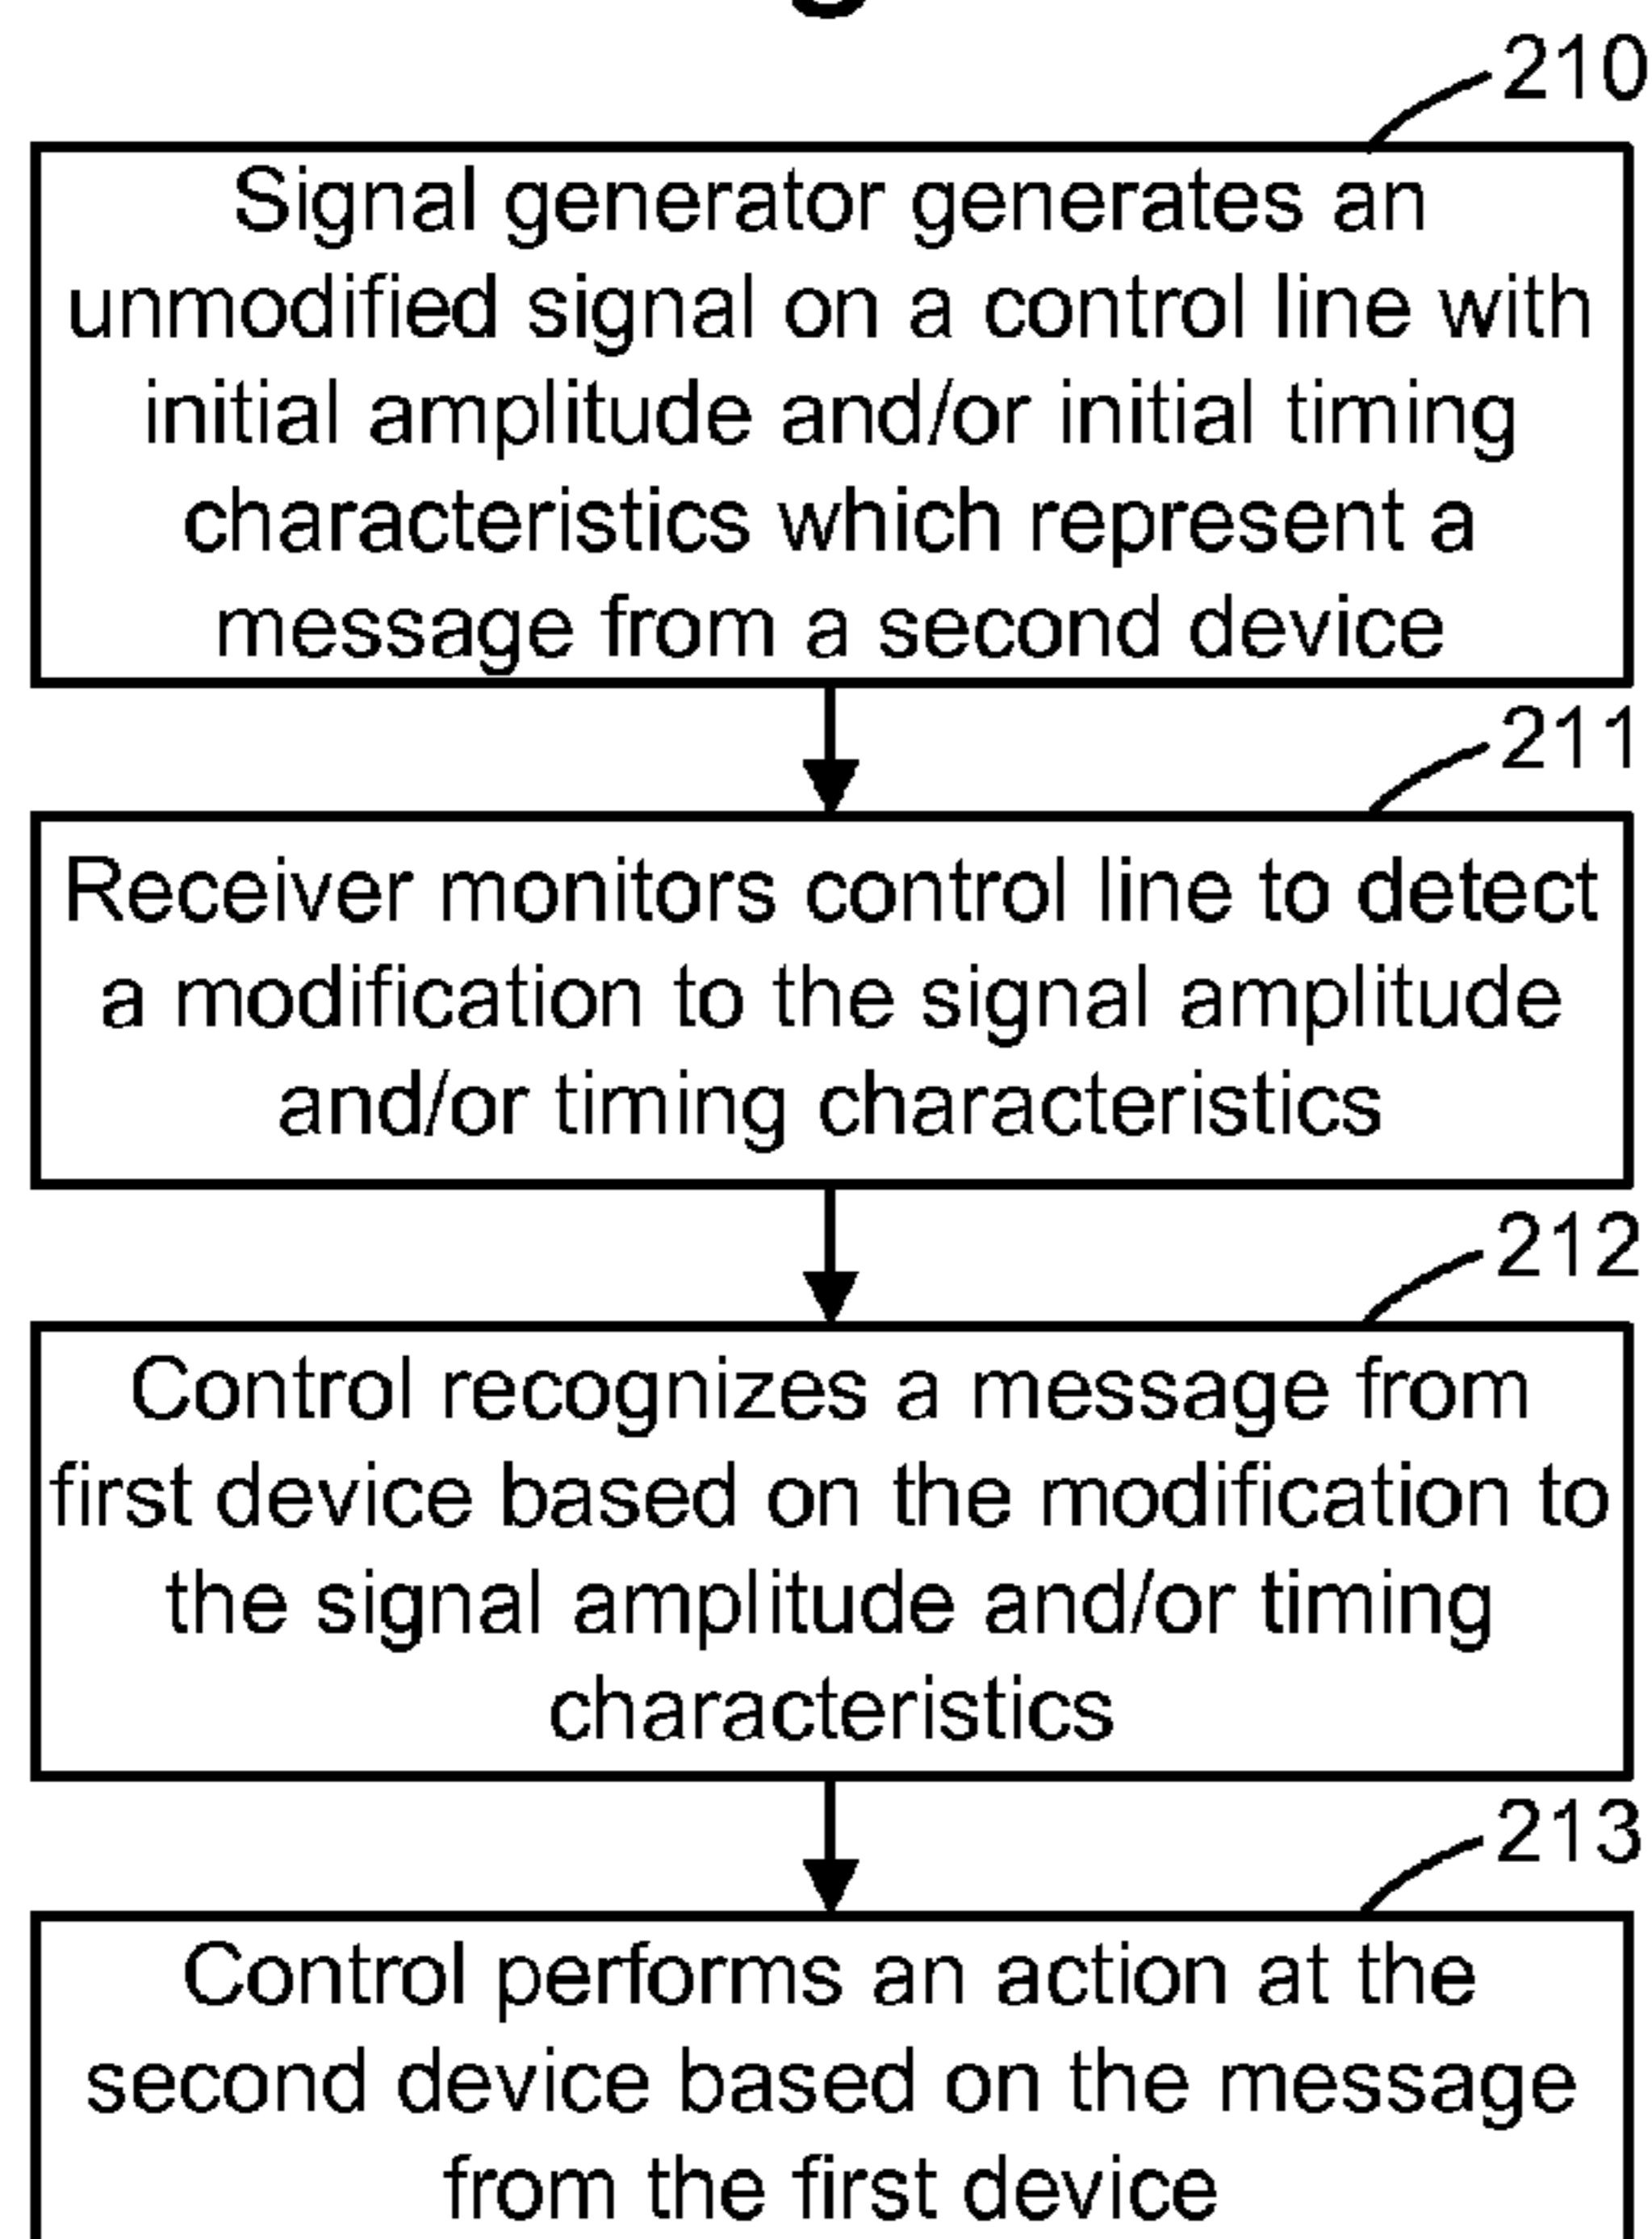 210
Signal generator generates an
unmodified signal on a control line with
initial amplitude and/or initial timing
characteristics which represent a
message from a second device
211
Receiver monitors control line to detect
a modification to the signal amplitude
and/or timing characteristics
212
Control recognizes a message from
first device based on the modification to
the signal amplitude and/or timing
characteristics
213
Control performs an action at the
second device based on the message
from the first device